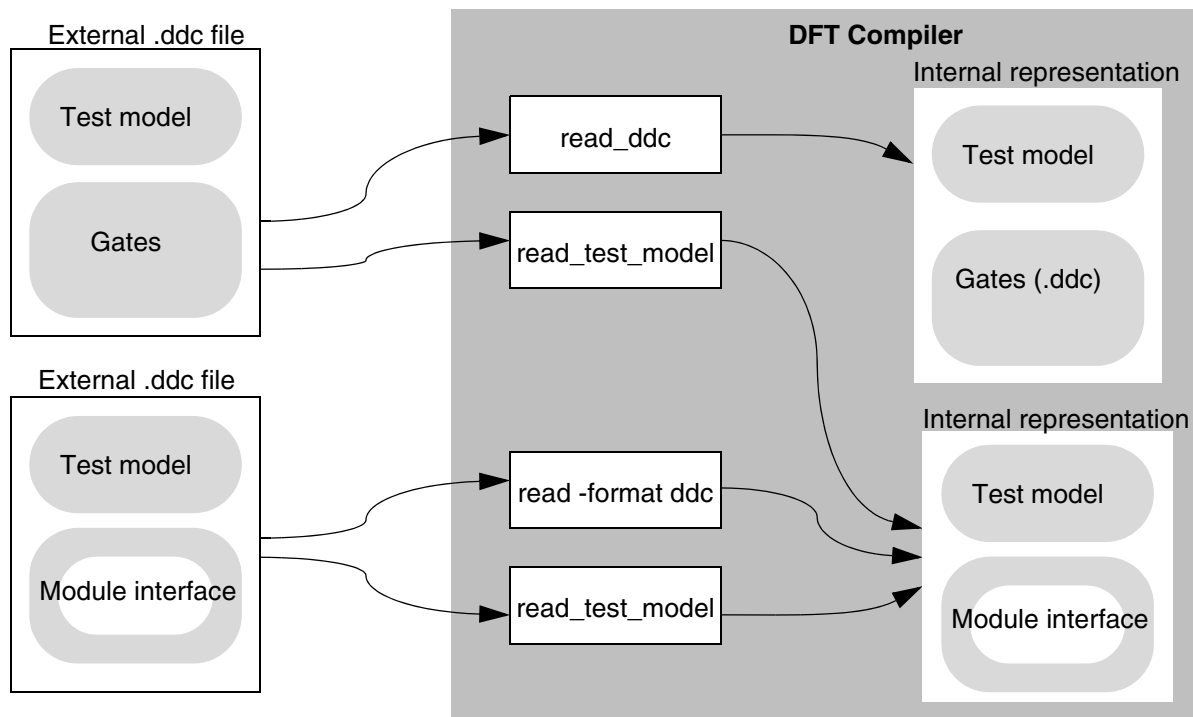 External .ddc file
Test model
Gates
External .ddc file
Test model
Module interface
DFT Compiler
read_ddc
read_test_model
read -format ddc
read_test_model
Internal representation
Test model
Gates (.ddc)
Internal representation
Test model
Module interface